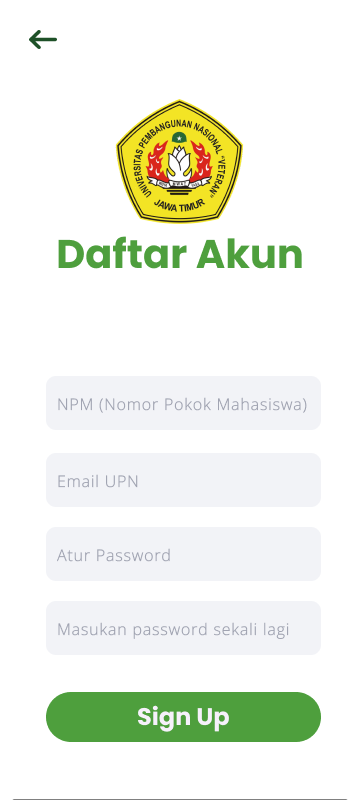 UNIVERSITAS PEMBANGUNAN NASIONAL "VETERAN"
JAWA TIMUR
Daftar Akun
NPM (Nomor Pokok Mahasiswa)
Email UPN
Atur Password
Masukan password sekali lagi
Sign Up